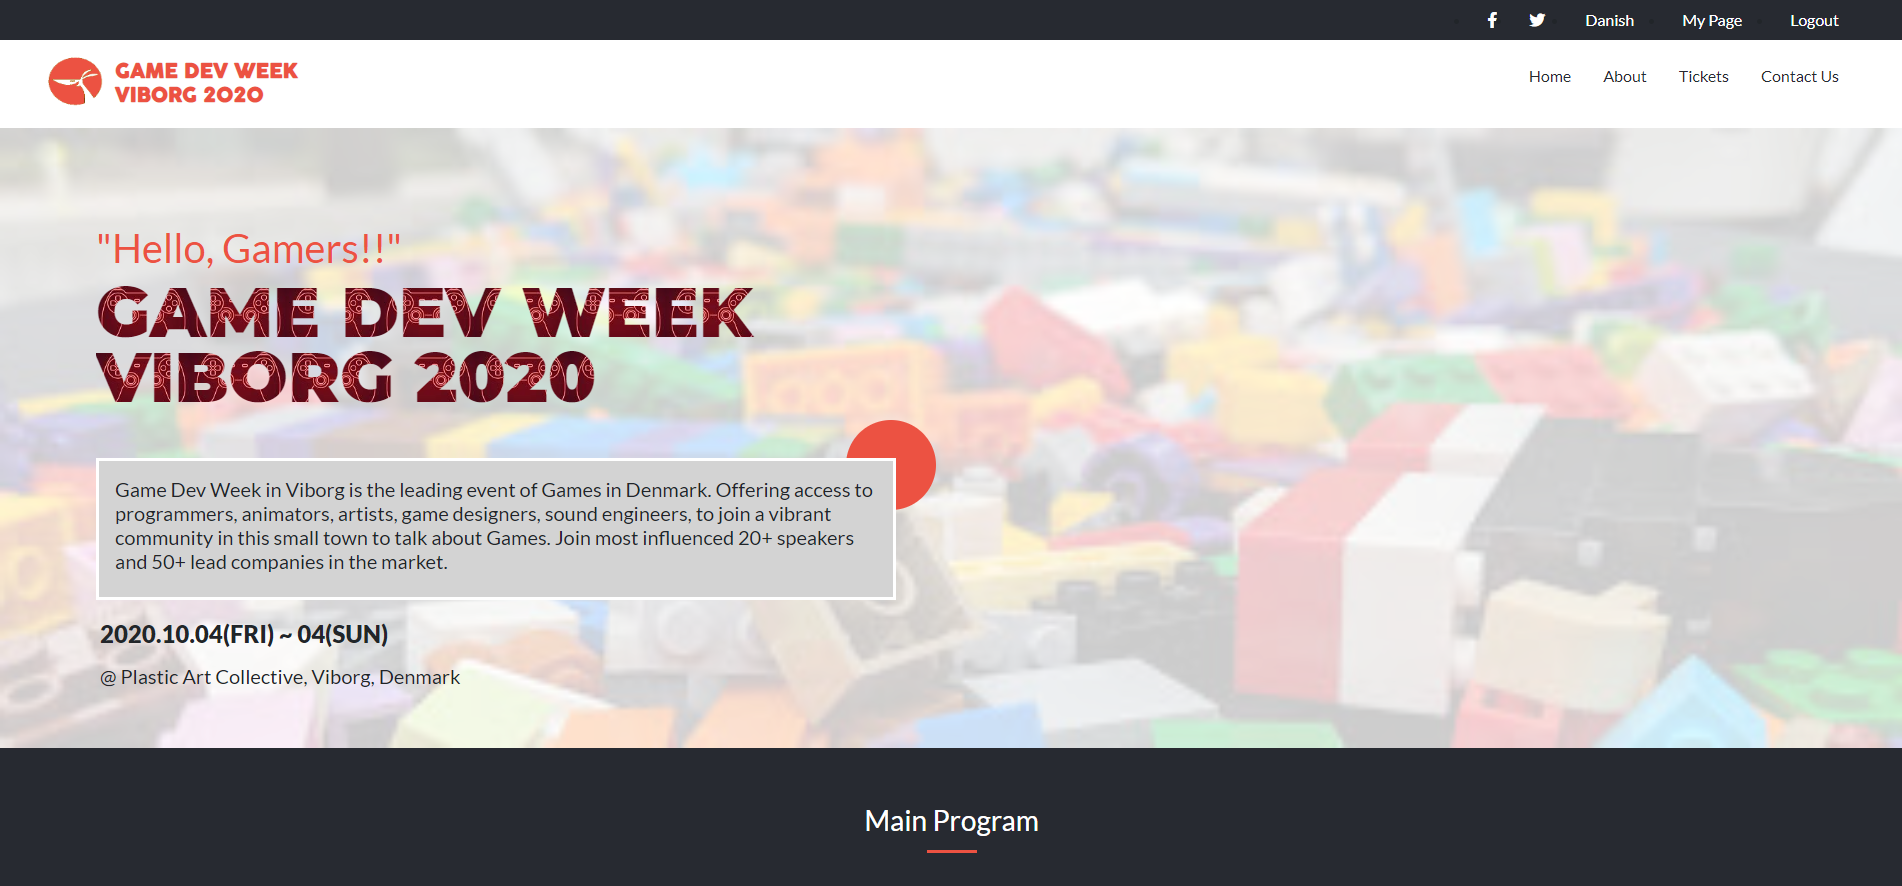 Danish My Page Logout
GAME DEV WEEK
VIBORG 2020
Home About Tickets Contact Us
"Hello, Gamers!!"
GAME DEV WEEK
VIBORG 2020
Game Dev Week in Viborg is the leading event of Games in Denmark. Offering access to
programmers, animators, artists, game designers, sound engineers, to join a vibrant
community in this small town to talk about Games. Join most influenced 20+ speakers
and 50+ lead companies in the market.
2020.10.04(FRI) ~ 04(SUN)
@ Plastic Art Collective, Viborg, Denmark
Main Program